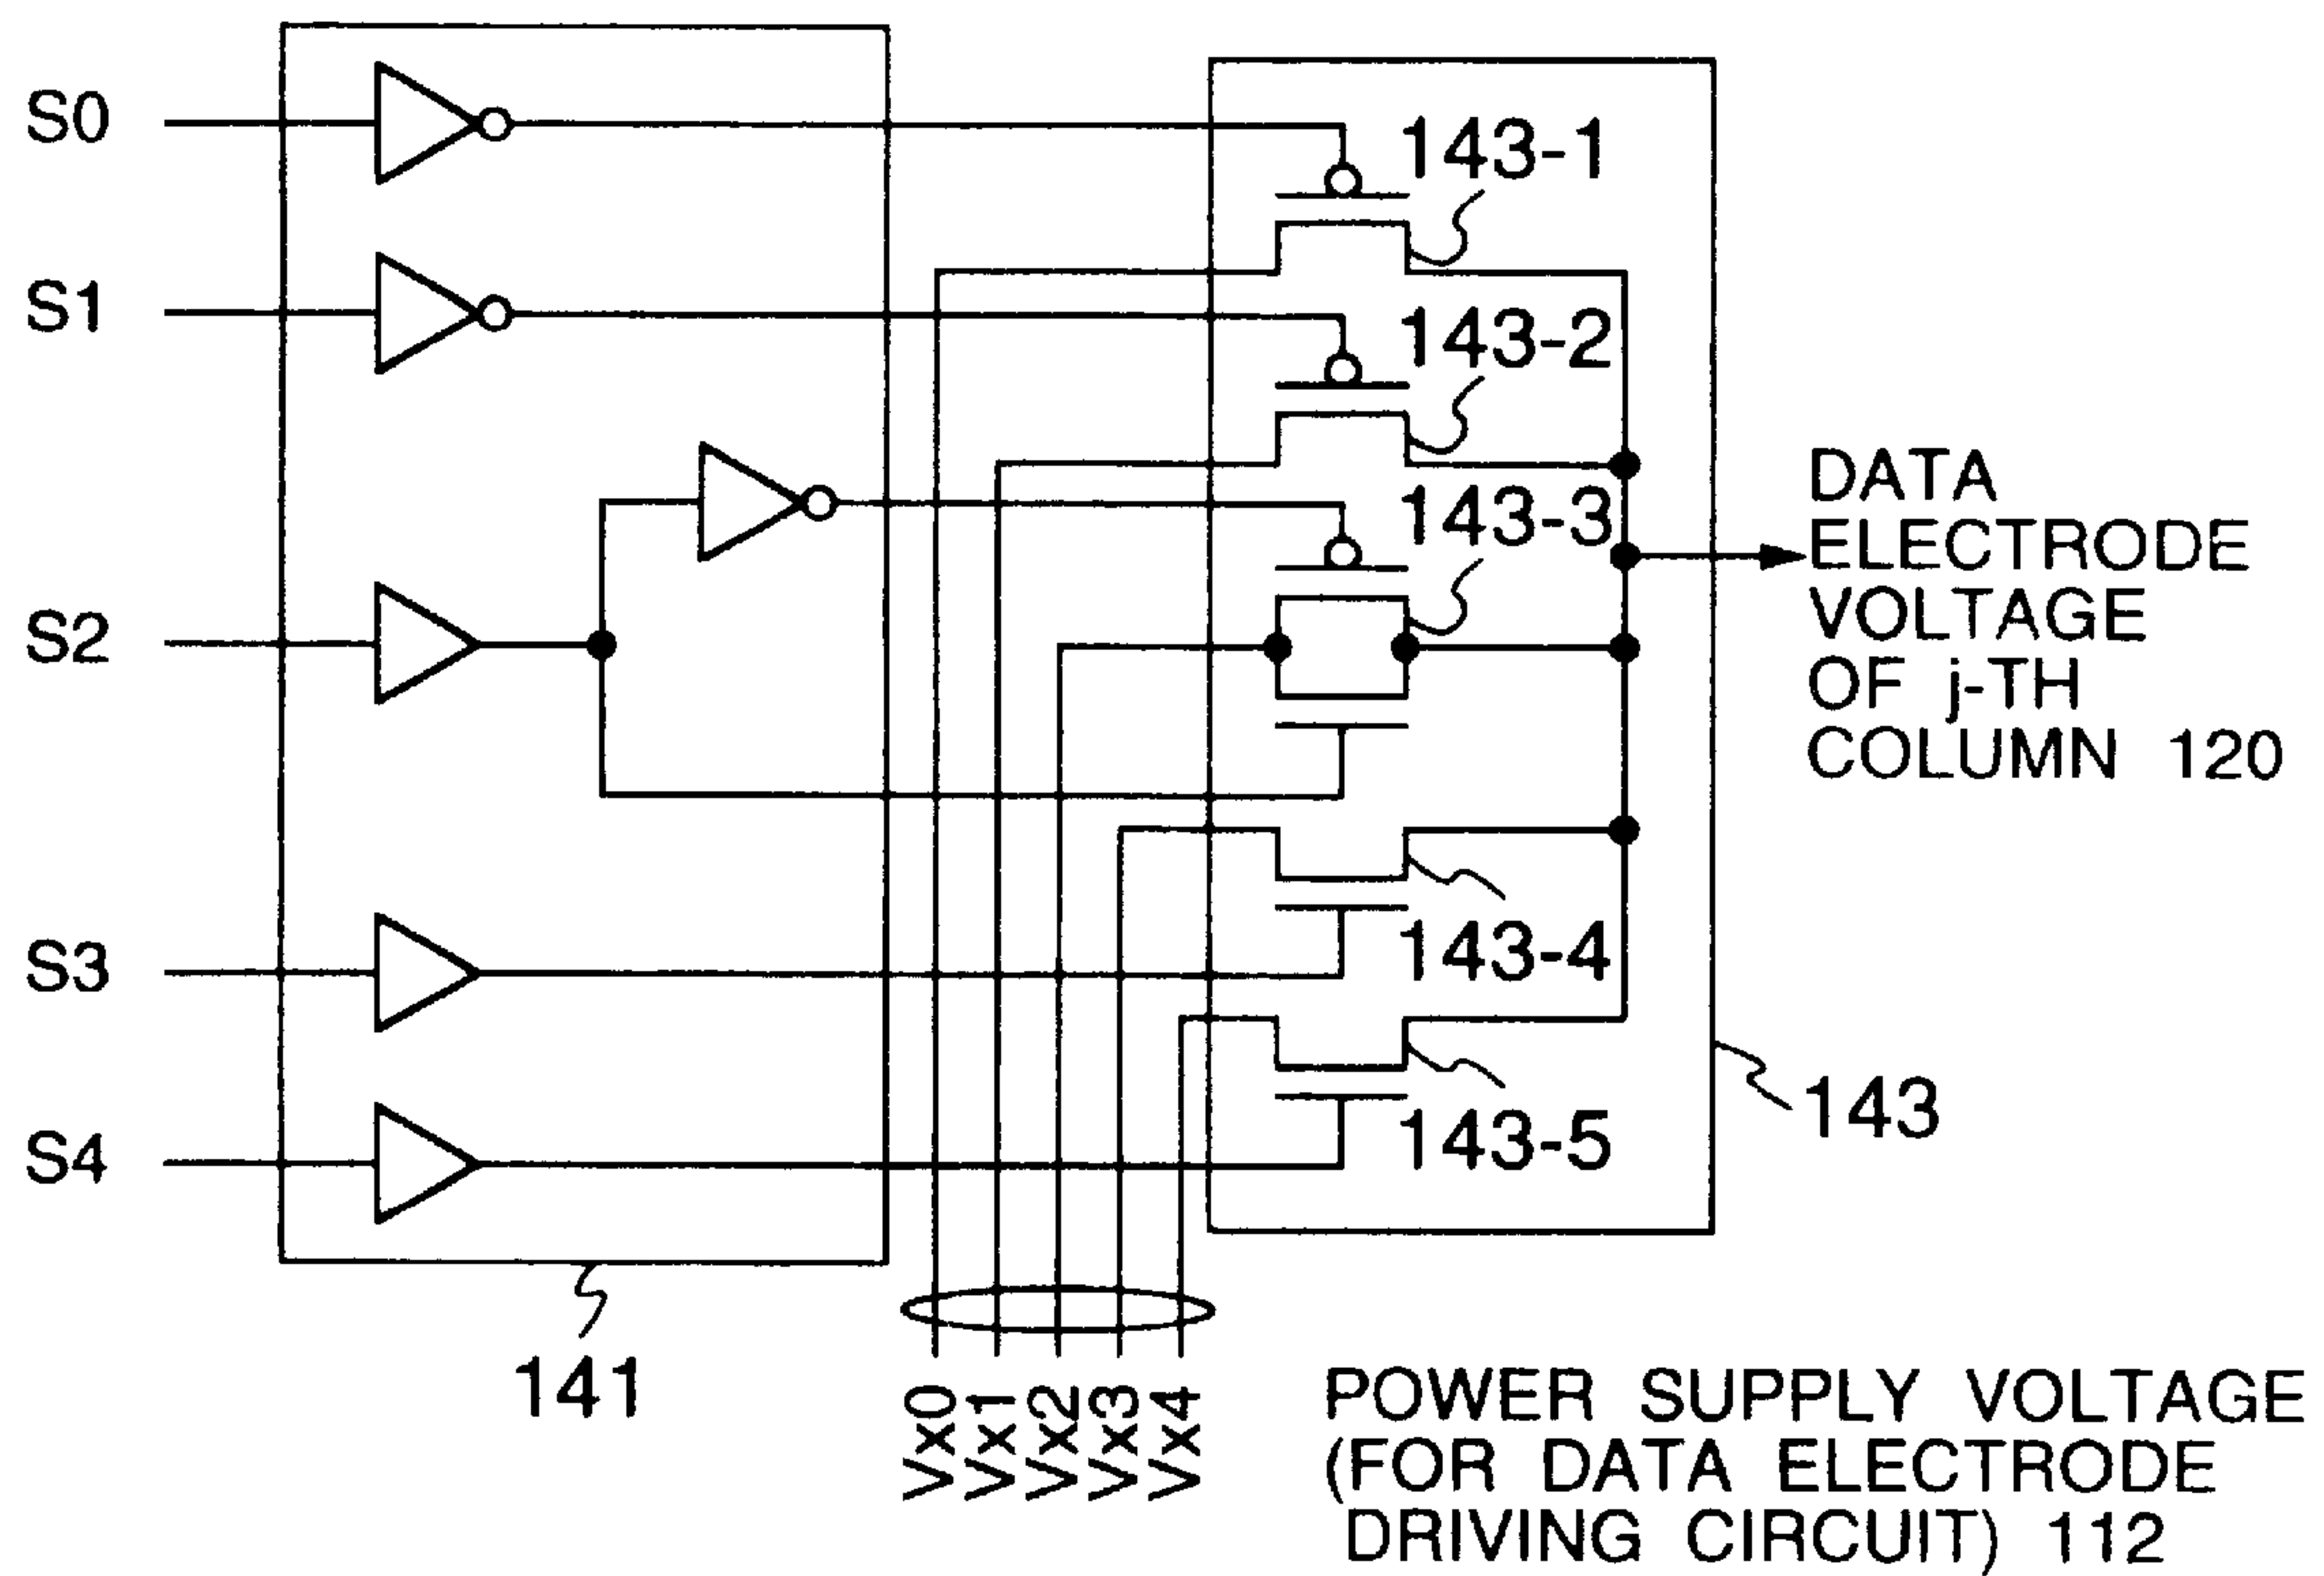 S0
S1
S2
S3
S4
143-1
143-2
143-3
143-4
143-5
DATA
ELECTRODE
VOLTAGE
OF j-TH
COLUMN 120
143
141
Vx0
Vx1
Vx2
Vx3
Vx4
POWER SUPPLY VOLTAGE
(FOR DATA ELECTRODE
DRIVING CIRCUIT) 112